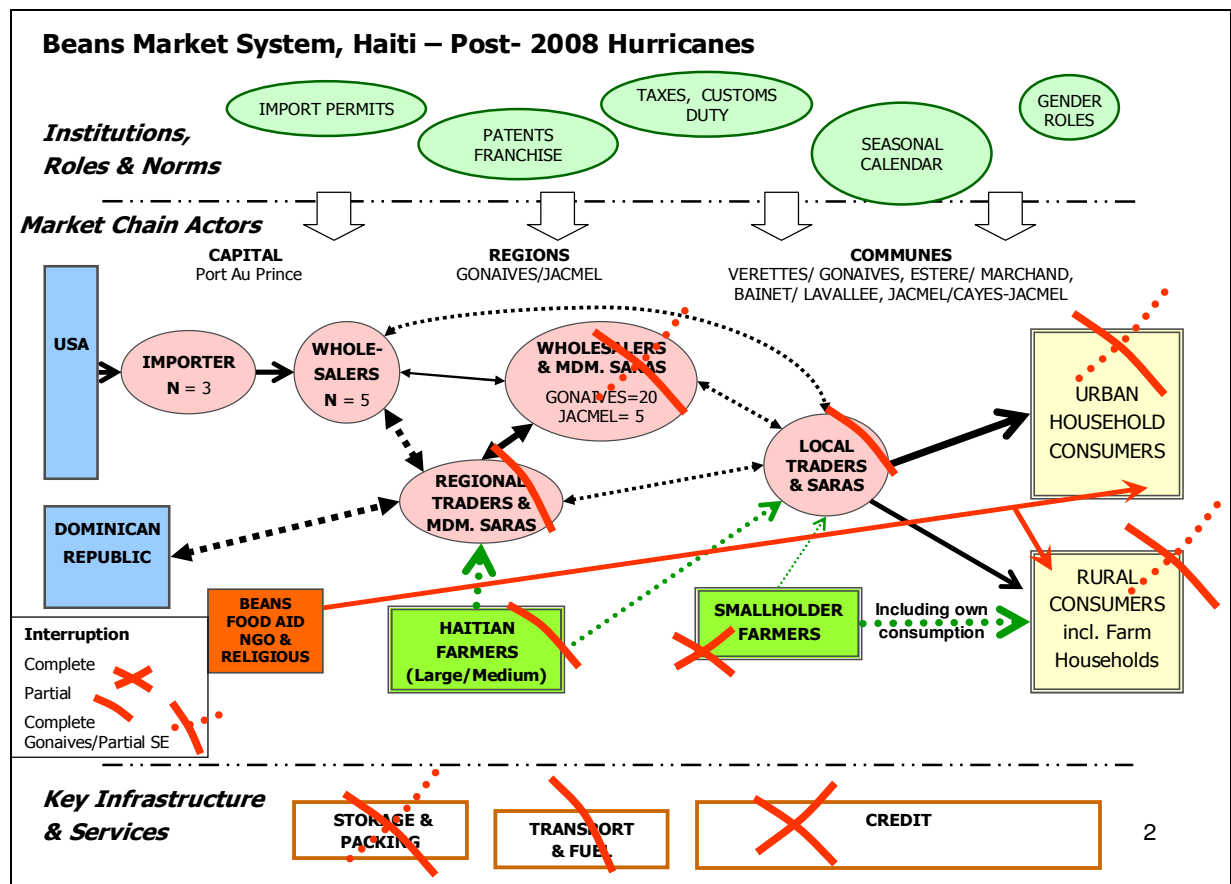 Beans Market System, Haiti – Post- 2008 Hurricanes
Institutions,
Roles & Norms
IMPORT PERMITS
PATENTS
FRANCHISE
TAXES, CUSTOMS
DUTY
SEASONAL
CALENDAR
GENDER
ROLES
Market Chain Actors
CAPITAL
Port Au Prince
REGIONS
GONAIVES/JACMEL
COMMUNES
VERETTES/ GONAIVES, ESTERE/ MARCHAND,
BAINET/ LAVALLEE, JACMEL/CAYES-JACMEL
USA
IMPORTER
N = 3
WHOLE-
SALERS
N = 5
WHOLESALERS
& MDM. SARAS
GONAIVES=20
JACMEL= 5
LOCAL
TRADERS
& SARAS
URBAN
HOUSEHOLD
CONSUMERS
REGIONAL
TRADERS &
MDM. SARAS
DOMINICAN
REPUBLIC
BEANS
FOOD AID
NGO &
RELIGIOUS
HAITIAN
FARMERS
(Large/Medium)
SMALLHOLDER
FARMERS
Including own
consumption
RURAL
CONSUMERS
incl. Farm
Households
Interruption
Complete
Partial
Complete
Gonaives/Partial SE
Key Infrastructure
& Services
STORAGE &
PACKING
TRANSPORT
& FUEL
CREDIT
2